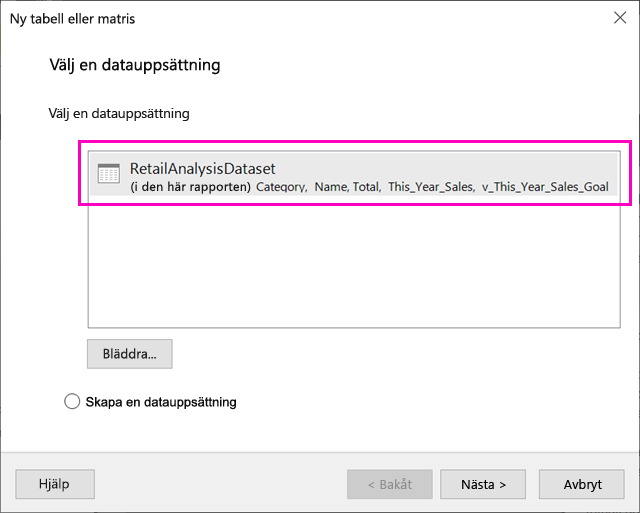 Ny tabell eller matris
Välj en datauppsättning
Välj en datauppsättning
RetailAnalysisDataset
(i den här rapporten) Category, Name, Total, This_Year_Sales, v_This_Year_Sales_Goal
Bläddra...
Skapa en datauppsättning
Hjälp
< Bakåt
Nästa >
Avbryt